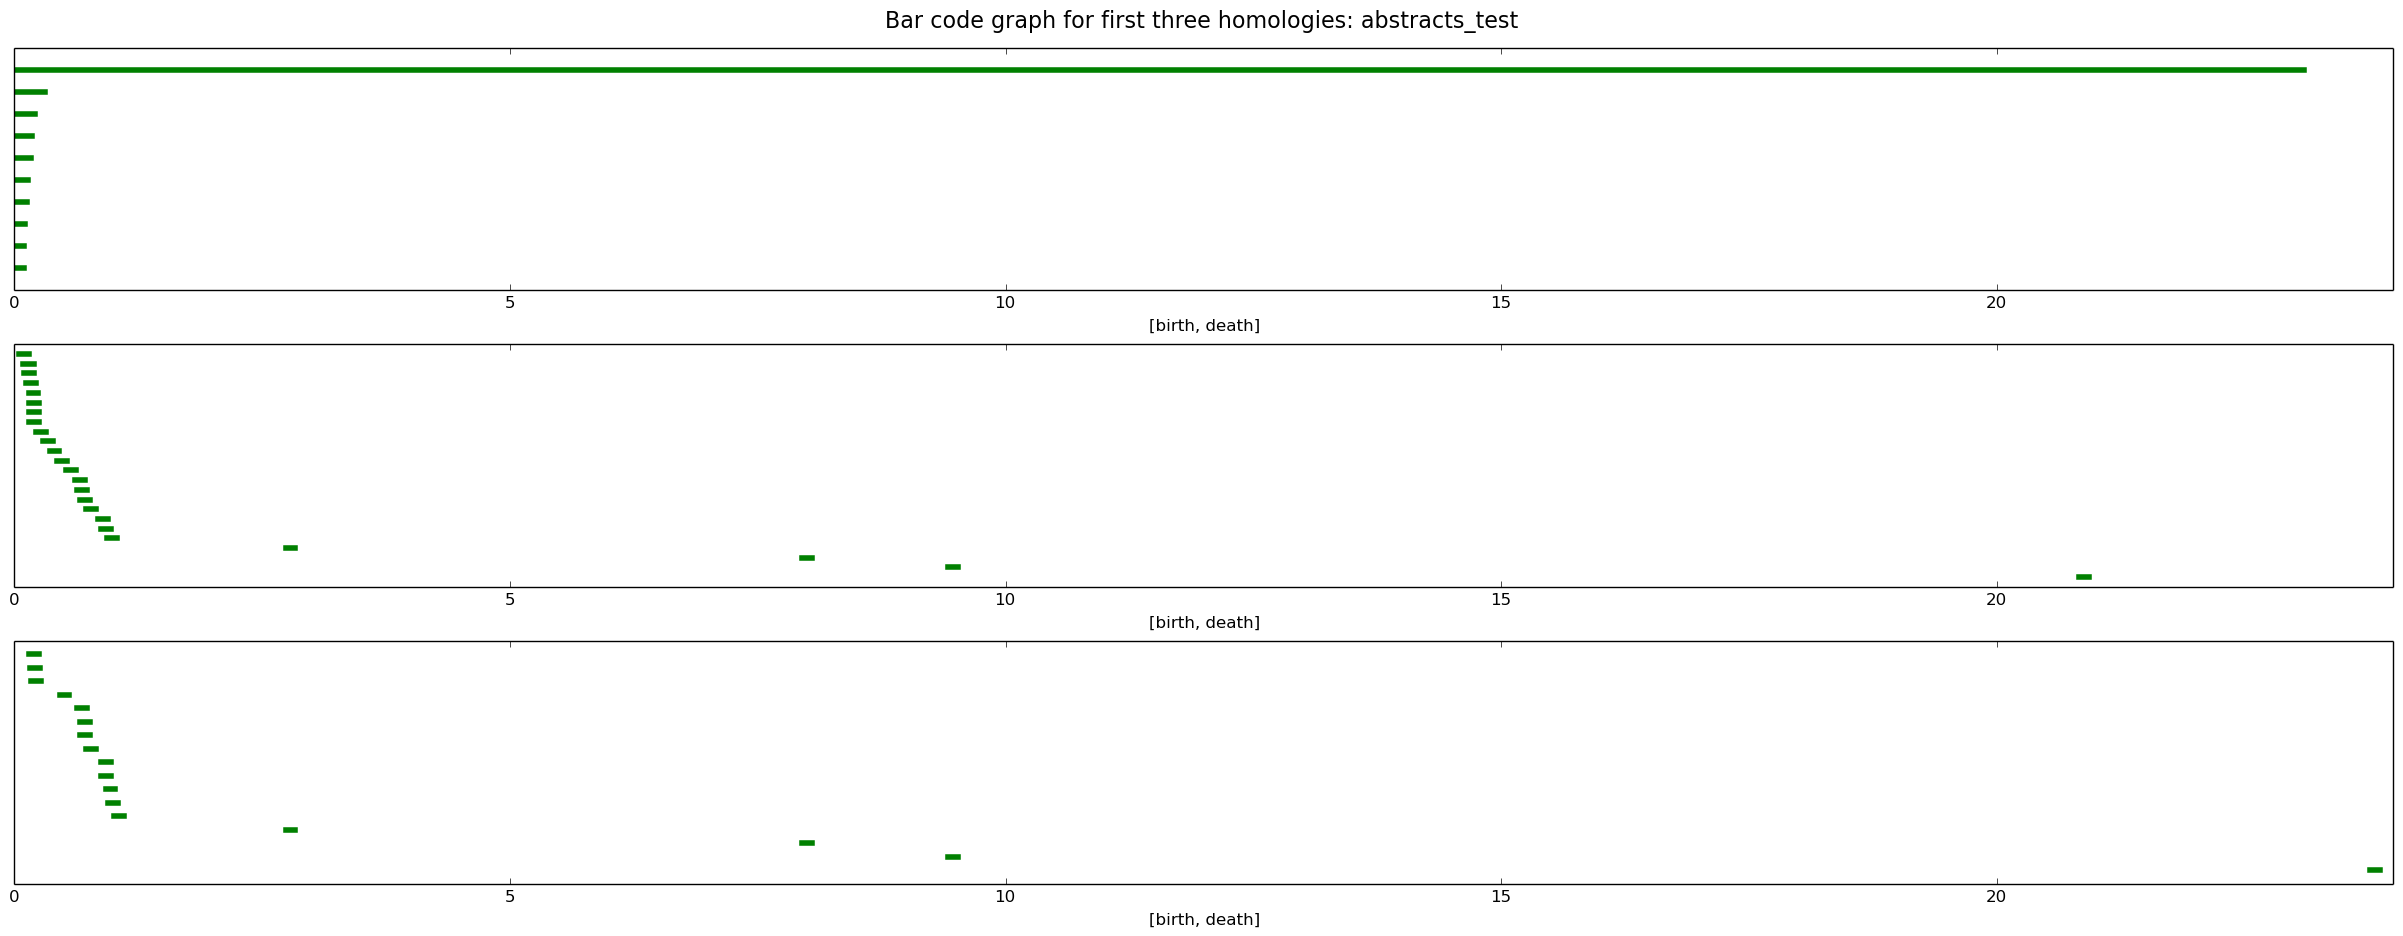 Bar code graph for first three homologies: abstracts_test
0 5 10 15 20
[birth, death]
0 5 10 15 20
[birth, death]
0 5 10 15 20
[birth, death]